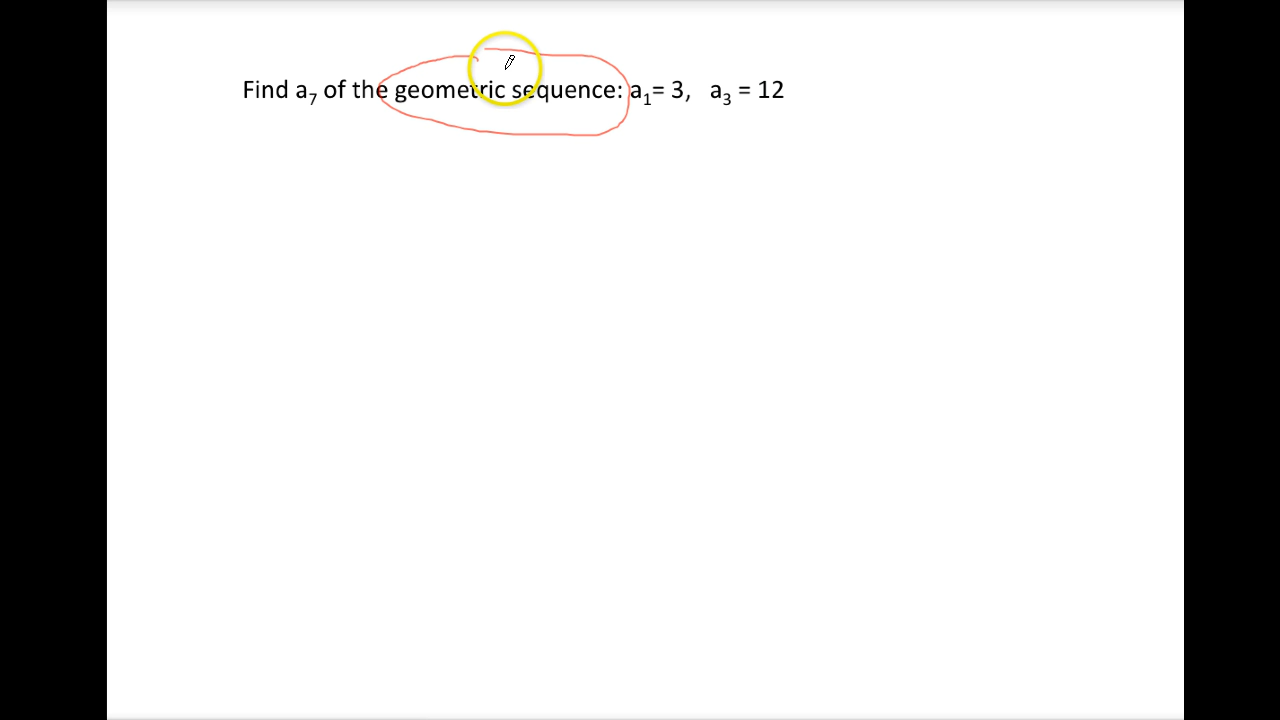 Find a₇ of the geometric sequence: a₁= 3, a₃ = 12